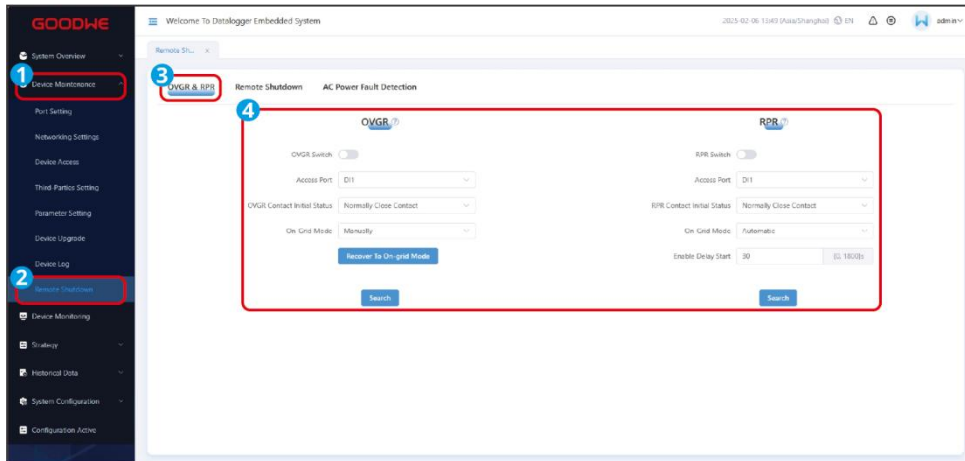 GOODWE
Welcome To Datalogger Embedded System
2025-02-06 13:49 (Asia/Shanghai) EN
admin
Remote Sh... x
System Overview
1
Device Maintenance
Port Setting
Networking Settings
Device Access
Third-Parties Setting
Parameter Setting
Device Upgrade
Device Log
2
Remote Shutdown
Device Monitoring
Strategy
Historical Data
System Configuration
Configuration Active
3
OVGR & RPR Remote Shutdown AC Power Fault Detection
4
OVGR
OVGR Switch
Access Port DI1
OVGR Contact Initial Status Normally Close Contact
On-Grid Mode Manually
Recover To On-grid Mode
Search
RPR
RPR Switch
Access Port DI1
RPR Contact Initial Status Normally Close Contact
On-Grid Mode Automatic
Enable Delay Start 30 [0, 1800]s
Search